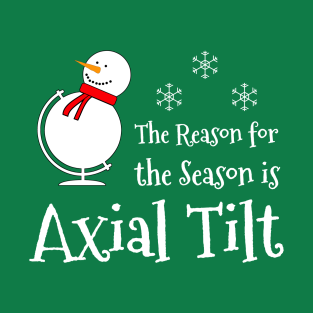 The Reason for
the Season is
Axial Tilt